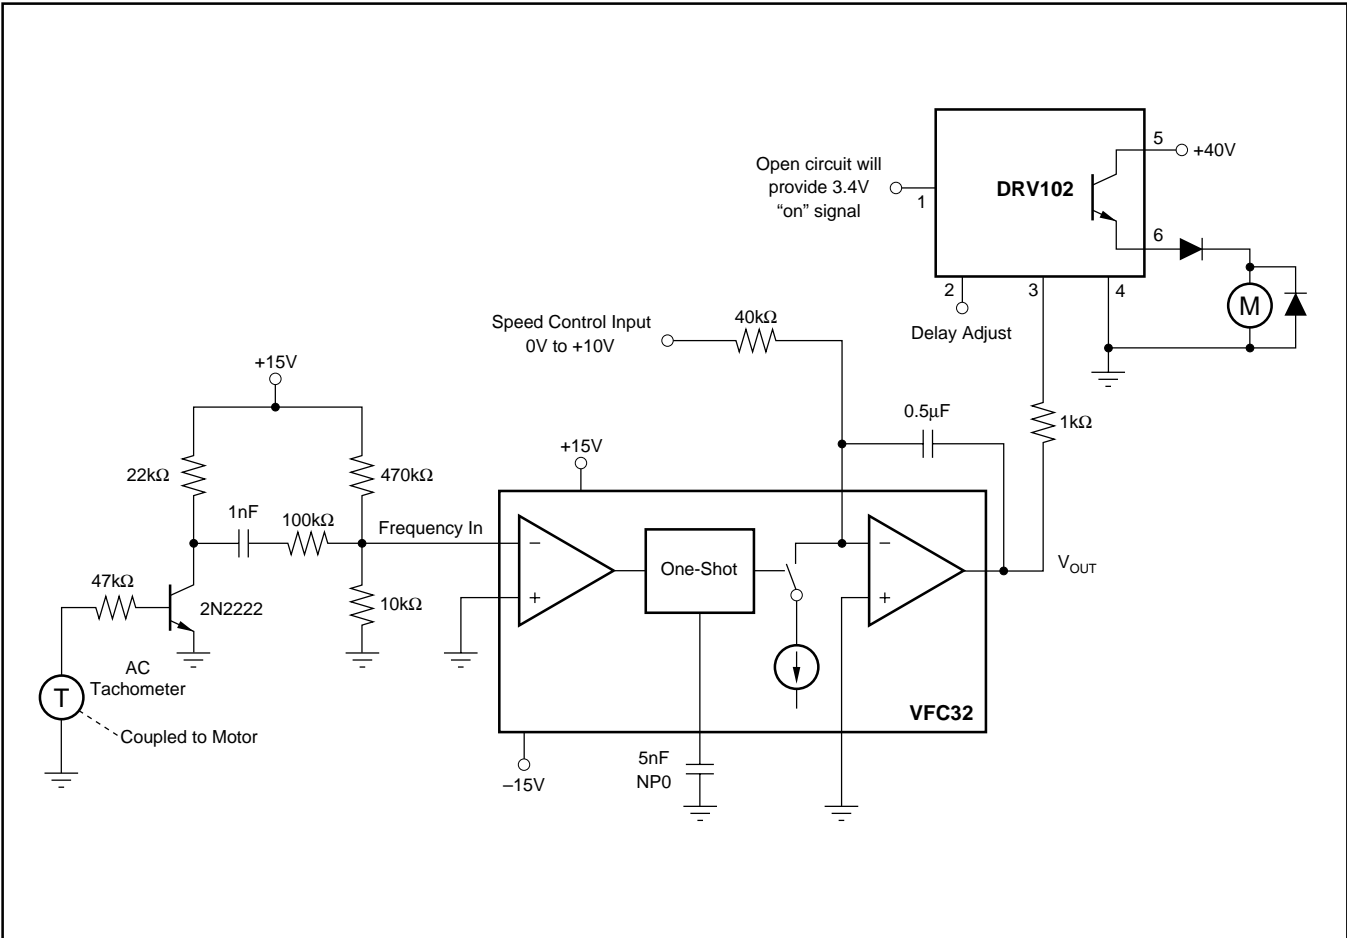 Open circuit will
provide 3.4V
“on” signal
1
DRV102
5
+40V
6
2
3
4
M
Delay Adjust
Speed Control Input
0V to +10V
40kΩ
+15V
22kΩ
470kΩ
1nF
100kΩ
Frequency In
47kΩ
2N2222
10kΩ
AC
Tachometer
T
Coupled to Motor
+15V
0.5µF
1kΩ
–
+
One-Shot
–
+
VOUT
VFC32
–15V
5nF
NP0